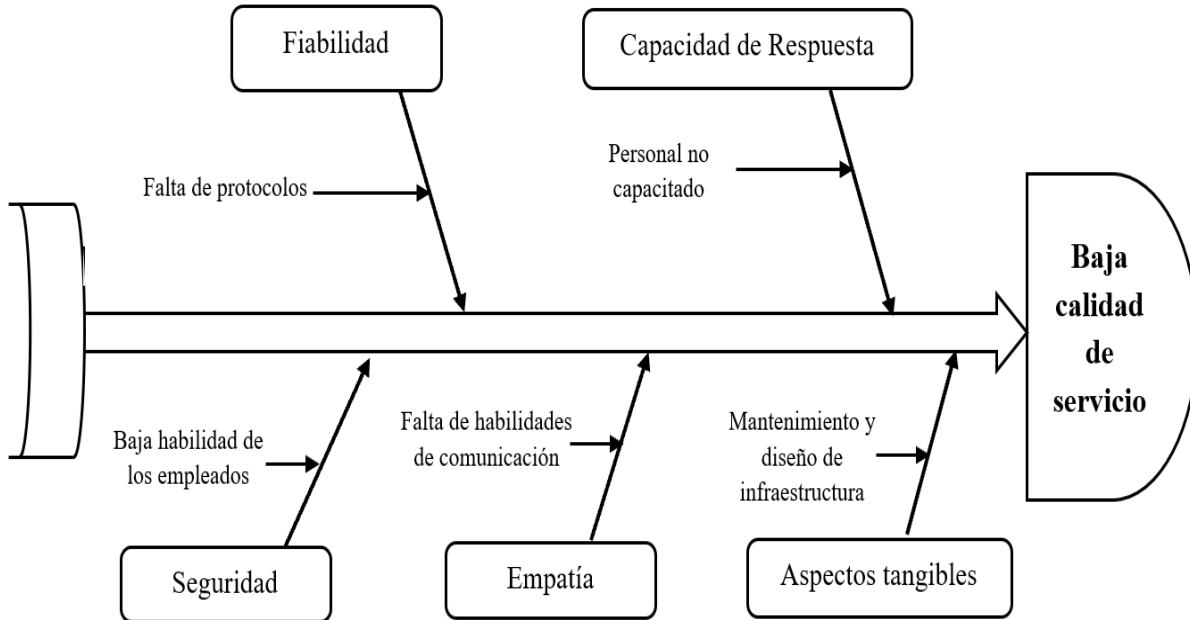 Fiabilidad
Capacidad de Respuesta
Falta de protocolos
Personal no
capacitado
Baja
calidad
de
servicio
Baja habilidad de
los empleados
Falta de habilidades
de comunicación
Mantenimiento y
diseño de
infraestructura
Seguridad
Empatía
Aspectos tangibles